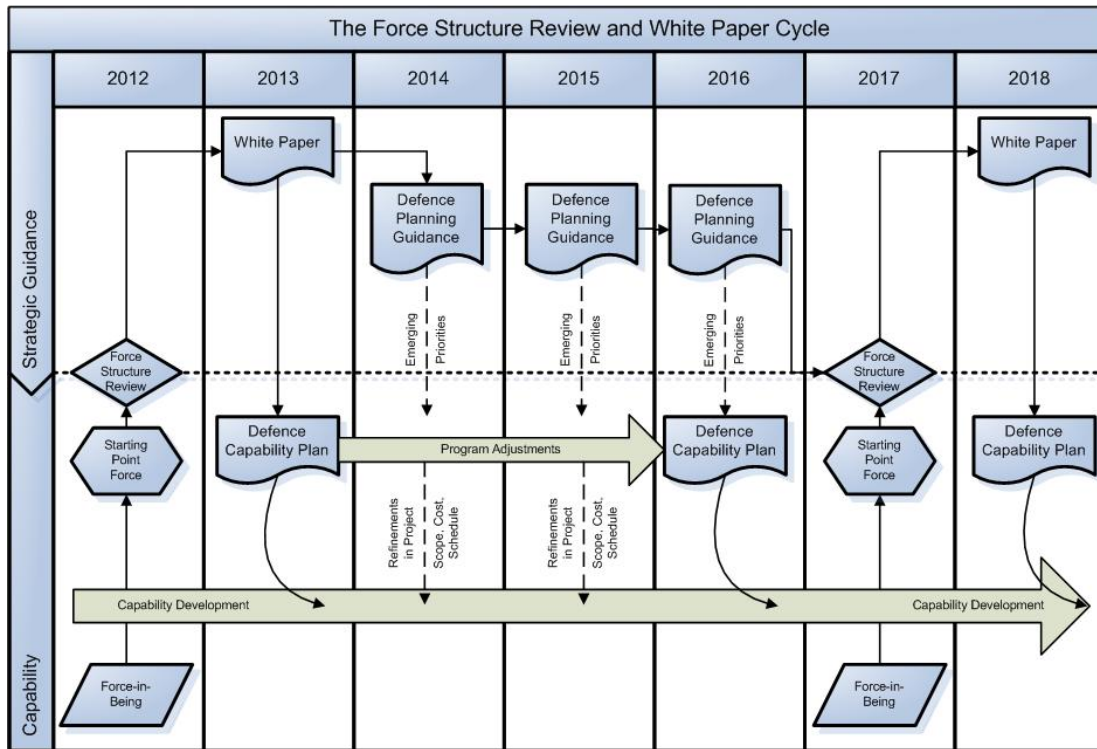 The Force Structure Review and White Paper Cycle
2012
2013
2014
2015
2016
2017
2018
Strategic Guidance
White Paper
White Paper
Defence
Planning
Guidance
Defence
Planning
Guidance
Defence
Planning
Guidance
Emerging
Priorities
Emerging
Priorities
Emerging
Priorities
Force
Structure
Review
Force
Structure
Review
Capability
Starting
Point
Force
Defence
Capability Plan
Program Adjustments
Defence
Capability Plan
Starting
Point
Force
Defence
Capability Plan
Refinements
in Project
Scope, Cost,
Schedule
Refinements
in Project
Scope, Cost,
Schedule
Capability Development
Capability Development
Force-in-
Being
Force-in-
Being